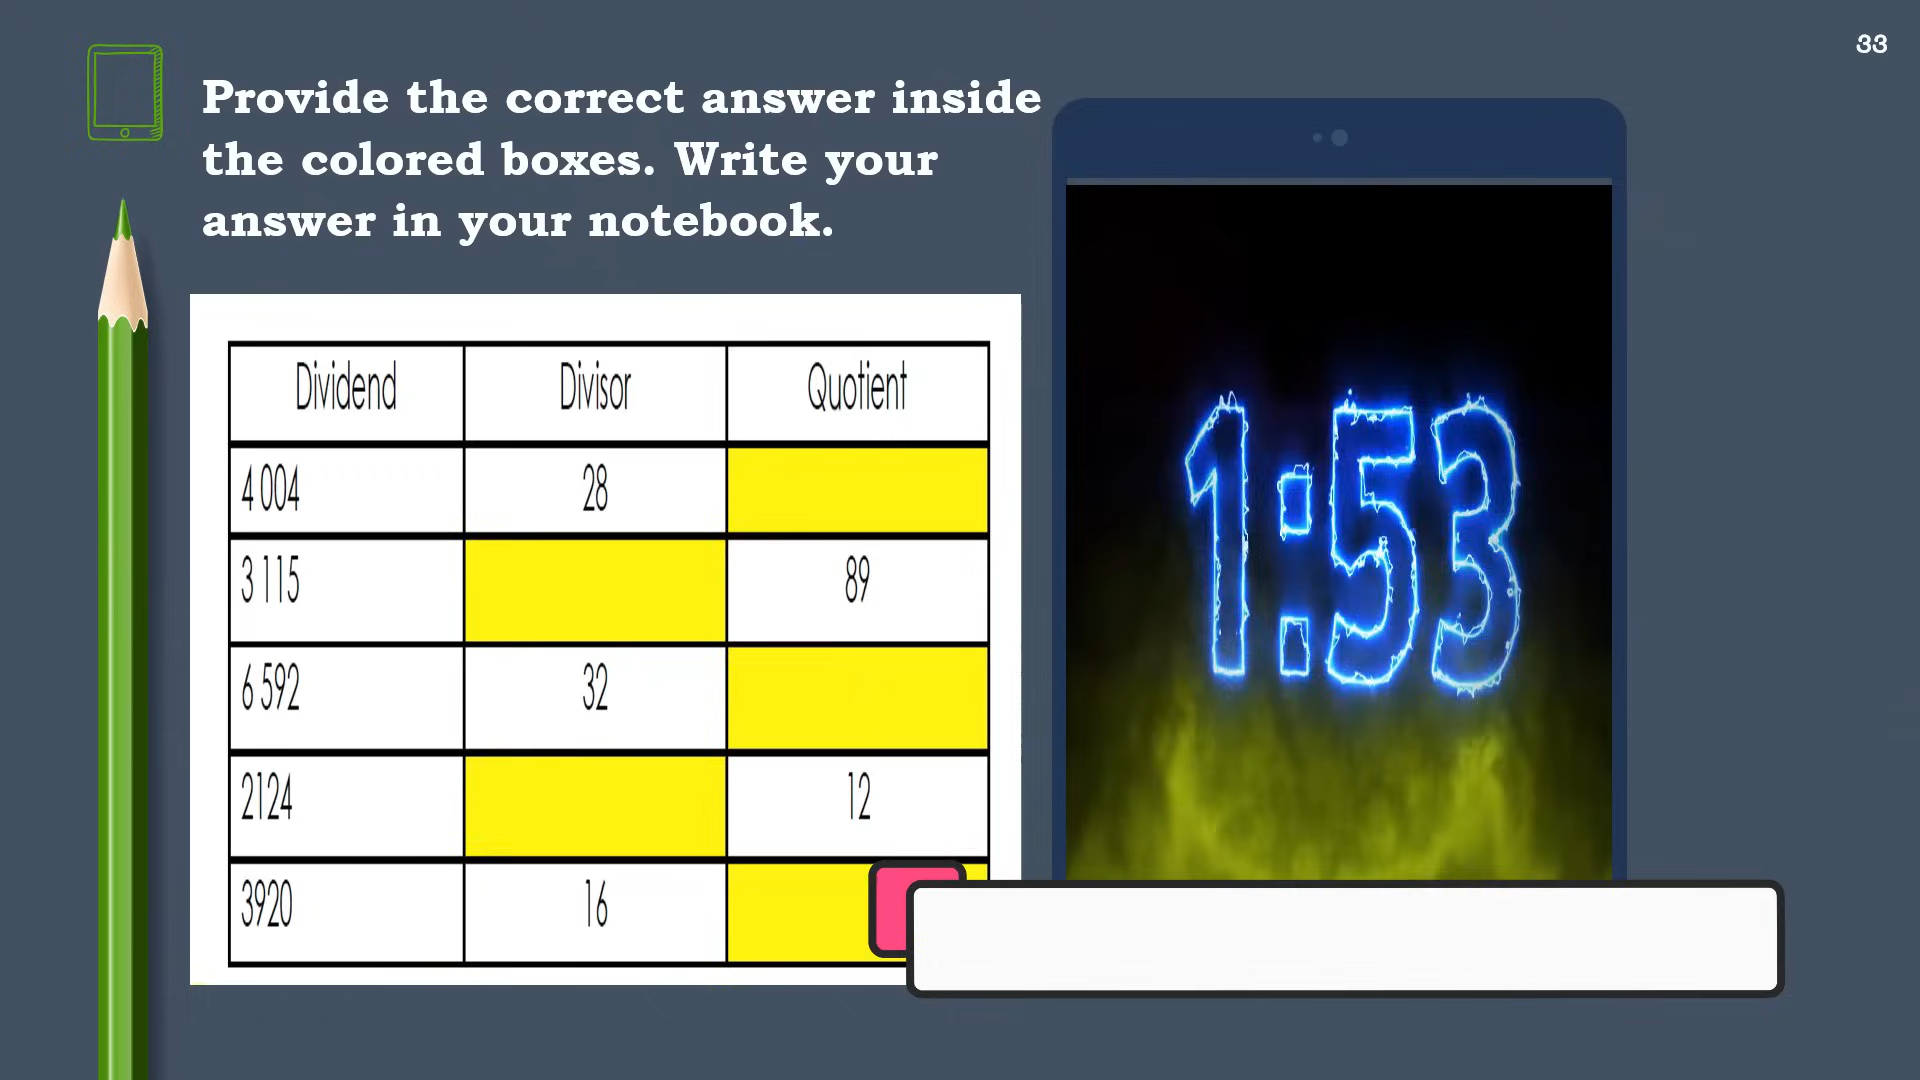 33
Provide the correct answer inside
the colored boxes. Write your
answer in your notebook.
Dividend Divisor Quotient
4 004 28
3 115 89
6 592 32
2124 12
3920 16
1:53